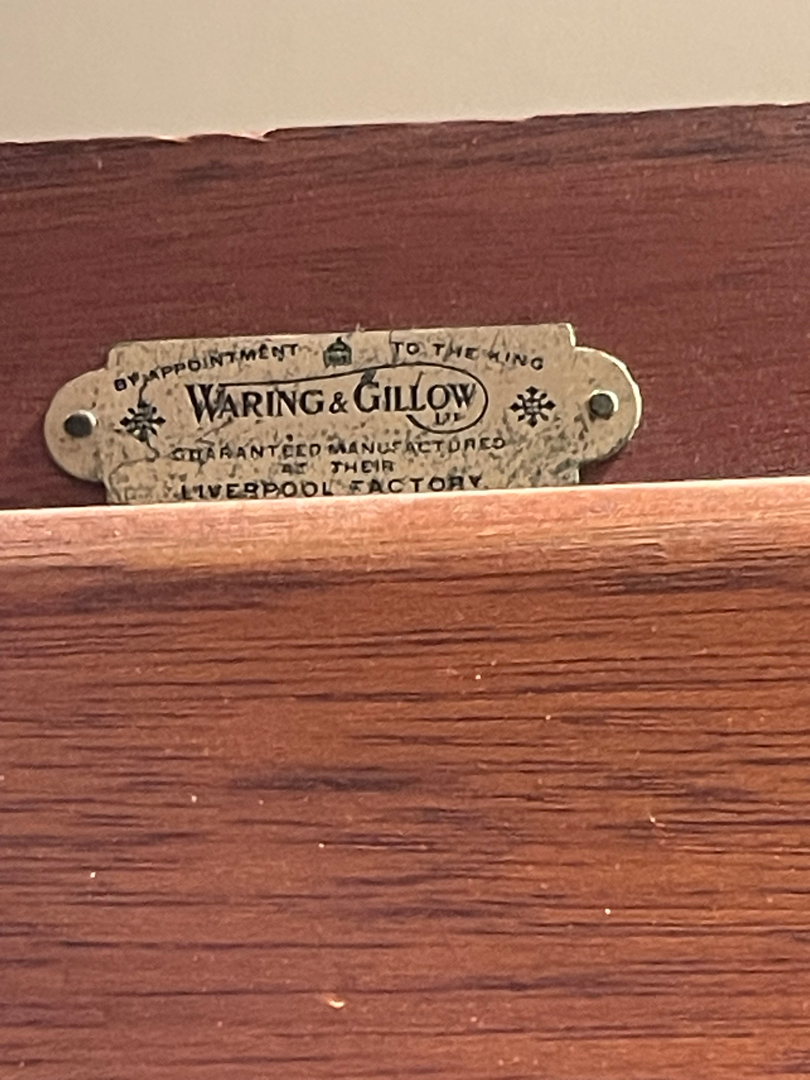 BY APPOINTMENT TO THE KING
WARING & GILLOW
LTD
GUARANTEED MANUFACTURED
AT THEIR
LIVERPOOL FACTORY.